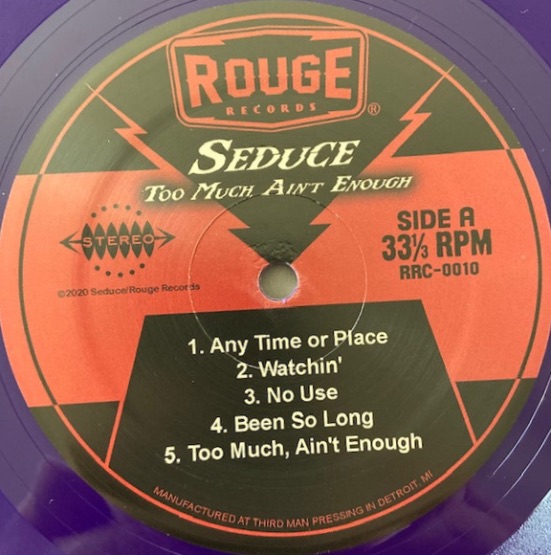 ROUGE
RECORDS
®
SEDUCE
TOO MUCH AIN'T ENOUGH
STEREO
SIDE A
33⅓ RPM
RRC-0010
©2020 Seduce/Rouge Records
1. Any Time or Place
2. Watchin'
3. No Use
4. Been So Long
5. Too Much, Ain't Enough
MANUFACTURED AT THIRD MAN PRESSING IN DETROIT, MI